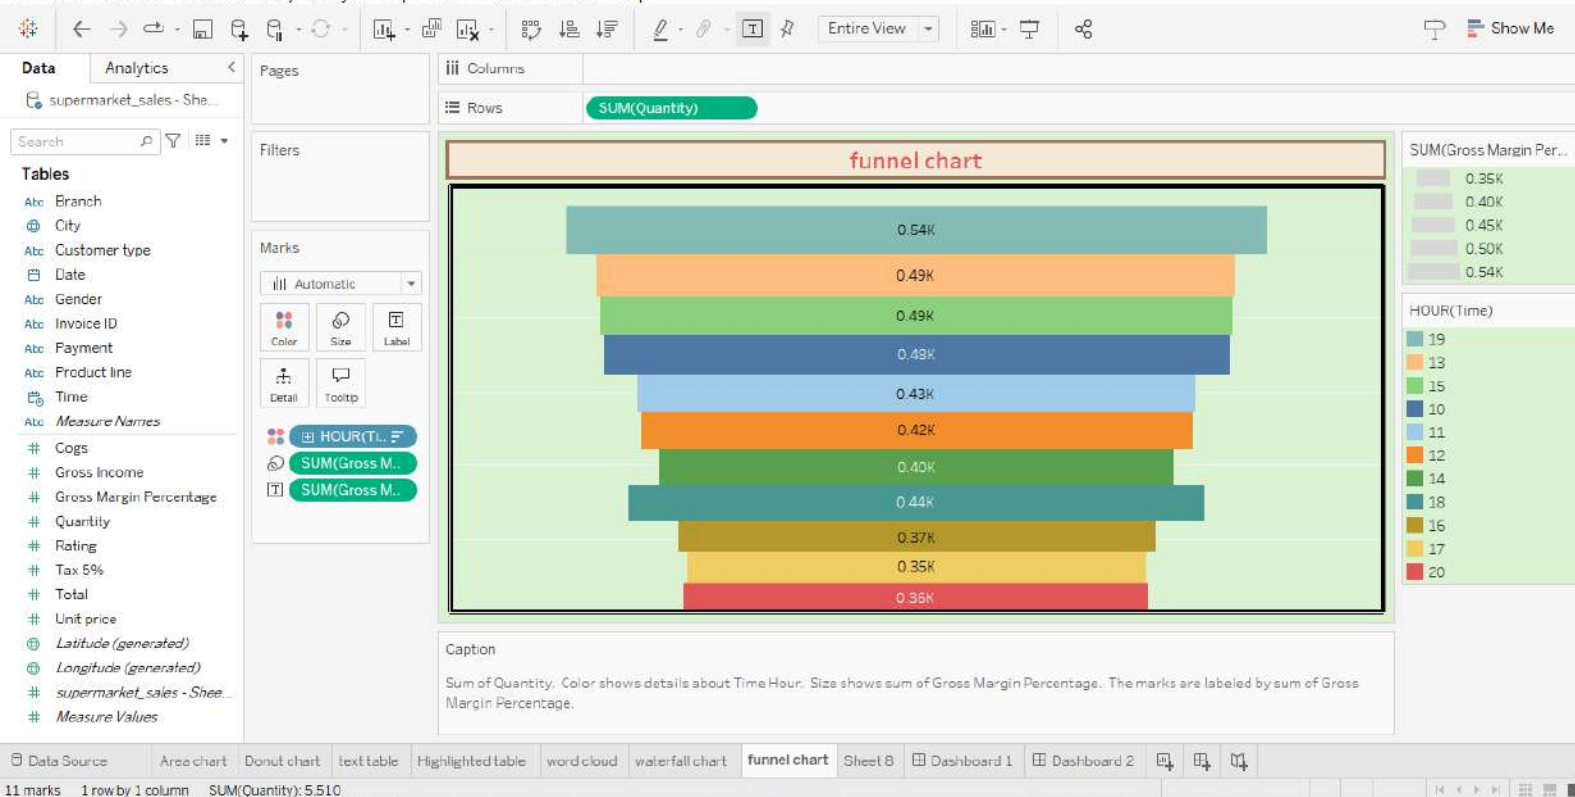 Entire View
Show Me
Data
Analytics
supermarket_sales - She...
Search
Tables
Abc Branch
City
Abc Customer type
Date
Abc Gender
Abc Invoice ID
Abc Payment
Abc Product line
Time
Abc Measure Names
# Cogs
# Gross Income
# Gross Margin Percentage
# Quantity
# Rating
# Tax 5%
# Total
# Unit price
Latitude (generated)
Longitude (generated)
# supermarket_sales - Shee...
# Measure Values
Pages
Filters
Marks
Automatic
Color
Size
Label
Detail
Tooltip
HOUR(Ti..
SUM(Gross M..
SUM(Gross M..
Columns
Rows
SUM(Quantity)
funnel chart
0.54K
0.49K
0.49K
0.48K
0.43K
0.42K
0.40K
0.44K
0.37K
0.35K
0.36K
Caption
Sum of Quantity. Color shows details about Time Hour. Size shows sum of Gross Margin Percentage. The marks are labeled by sum of Gross
Margin Percentage.
SUM(Gross Margin Per...
0.35K
0.40K
0.45K
0.50K
0.54K
HOUR(Time)
19
13
15
10
11
12
14
18
16
17
20
Data Source
Area chart
Donut chart
text table
Highlighted table
word cloud
waterfall chart
funnel chart
Sheet 8
Dashboard 1
Dashboard 2
11 marks 1 row by 1 column SUM(Quantity): 5,510